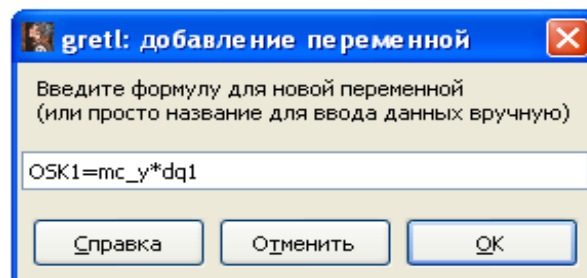 gretl: добавление переменной
Введите формулу для новой переменной
(или просто название для ввода данных вручную)
OSK1=mc_y*dq1
Справка Отменить OK